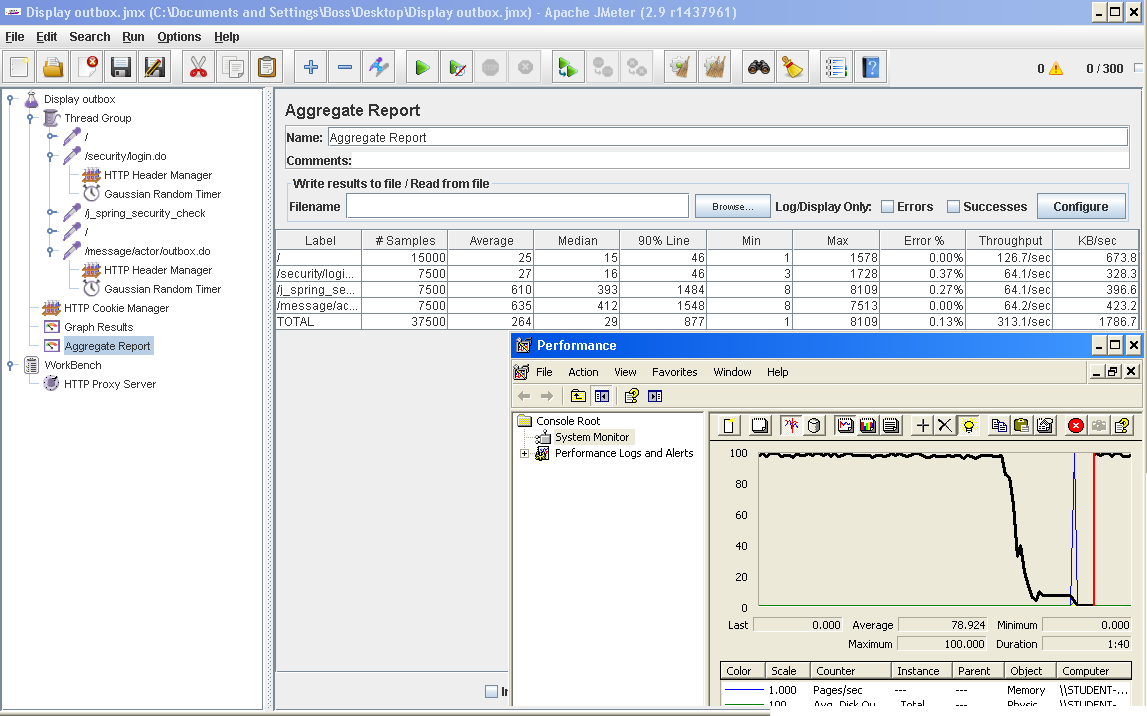 Display outbox.jmx (C:\Documents and Settings\Boss\Desktop\Display outbox.jmx) - Apache JMeter (2.9 r1437961)
File Edit Search Run Options Help
0 0 / 300
Display outbox
Thread Group
/
/security/login.do
HTTP Header Manager
Gaussian Random Timer
/j_spring_security_check
/
/message/actor/outbox.do
HTTP Header Manager
Gaussian Random Timer
HTTP Cookie Manager
Graph Results
Aggregate Report
WorkBench
HTTP Proxy Server
Aggregate Report
Name: Aggregate Report
Comments:
Write results to file / Read from file
Filename Browse... Log/Display Only: Errors Successes Configure
Label # Samples Average Median 90% Line Min Max Error % Throughput KB/sec
/ 15000 25 15 46 1 1578 0.00% 126.7/sec 673.8
/security/logi... 7500 27 16 46 3 1728 0.37% 64.1/sec 328.3
/j_spring_se... 7500 610 393 1484 8 8109 0.27% 64.1/sec 396.6
/message/ac... 7500 635 412 1548 8 7513 0.00% 64.2/sec 423.2
TOTAL 37500 264 29 877 1 8109 0.13% 313.1/sec 1786.7
Performance
File Action View Favorites Window Help
Console Root
System Monitor
Performance Logs and Alerts
100
80
60
40
20
0
Last 0.000 Average 78.924 Minimum 0.000
Maximum 100.000 Duration 1:40
Color Scale Counter Instance Parent Object Computer
1.000 Pages/sec --- --- Memory \\STUDENT-...
100 Avg. Disk Qu... _Total --- Physic... \\STUDENT-...